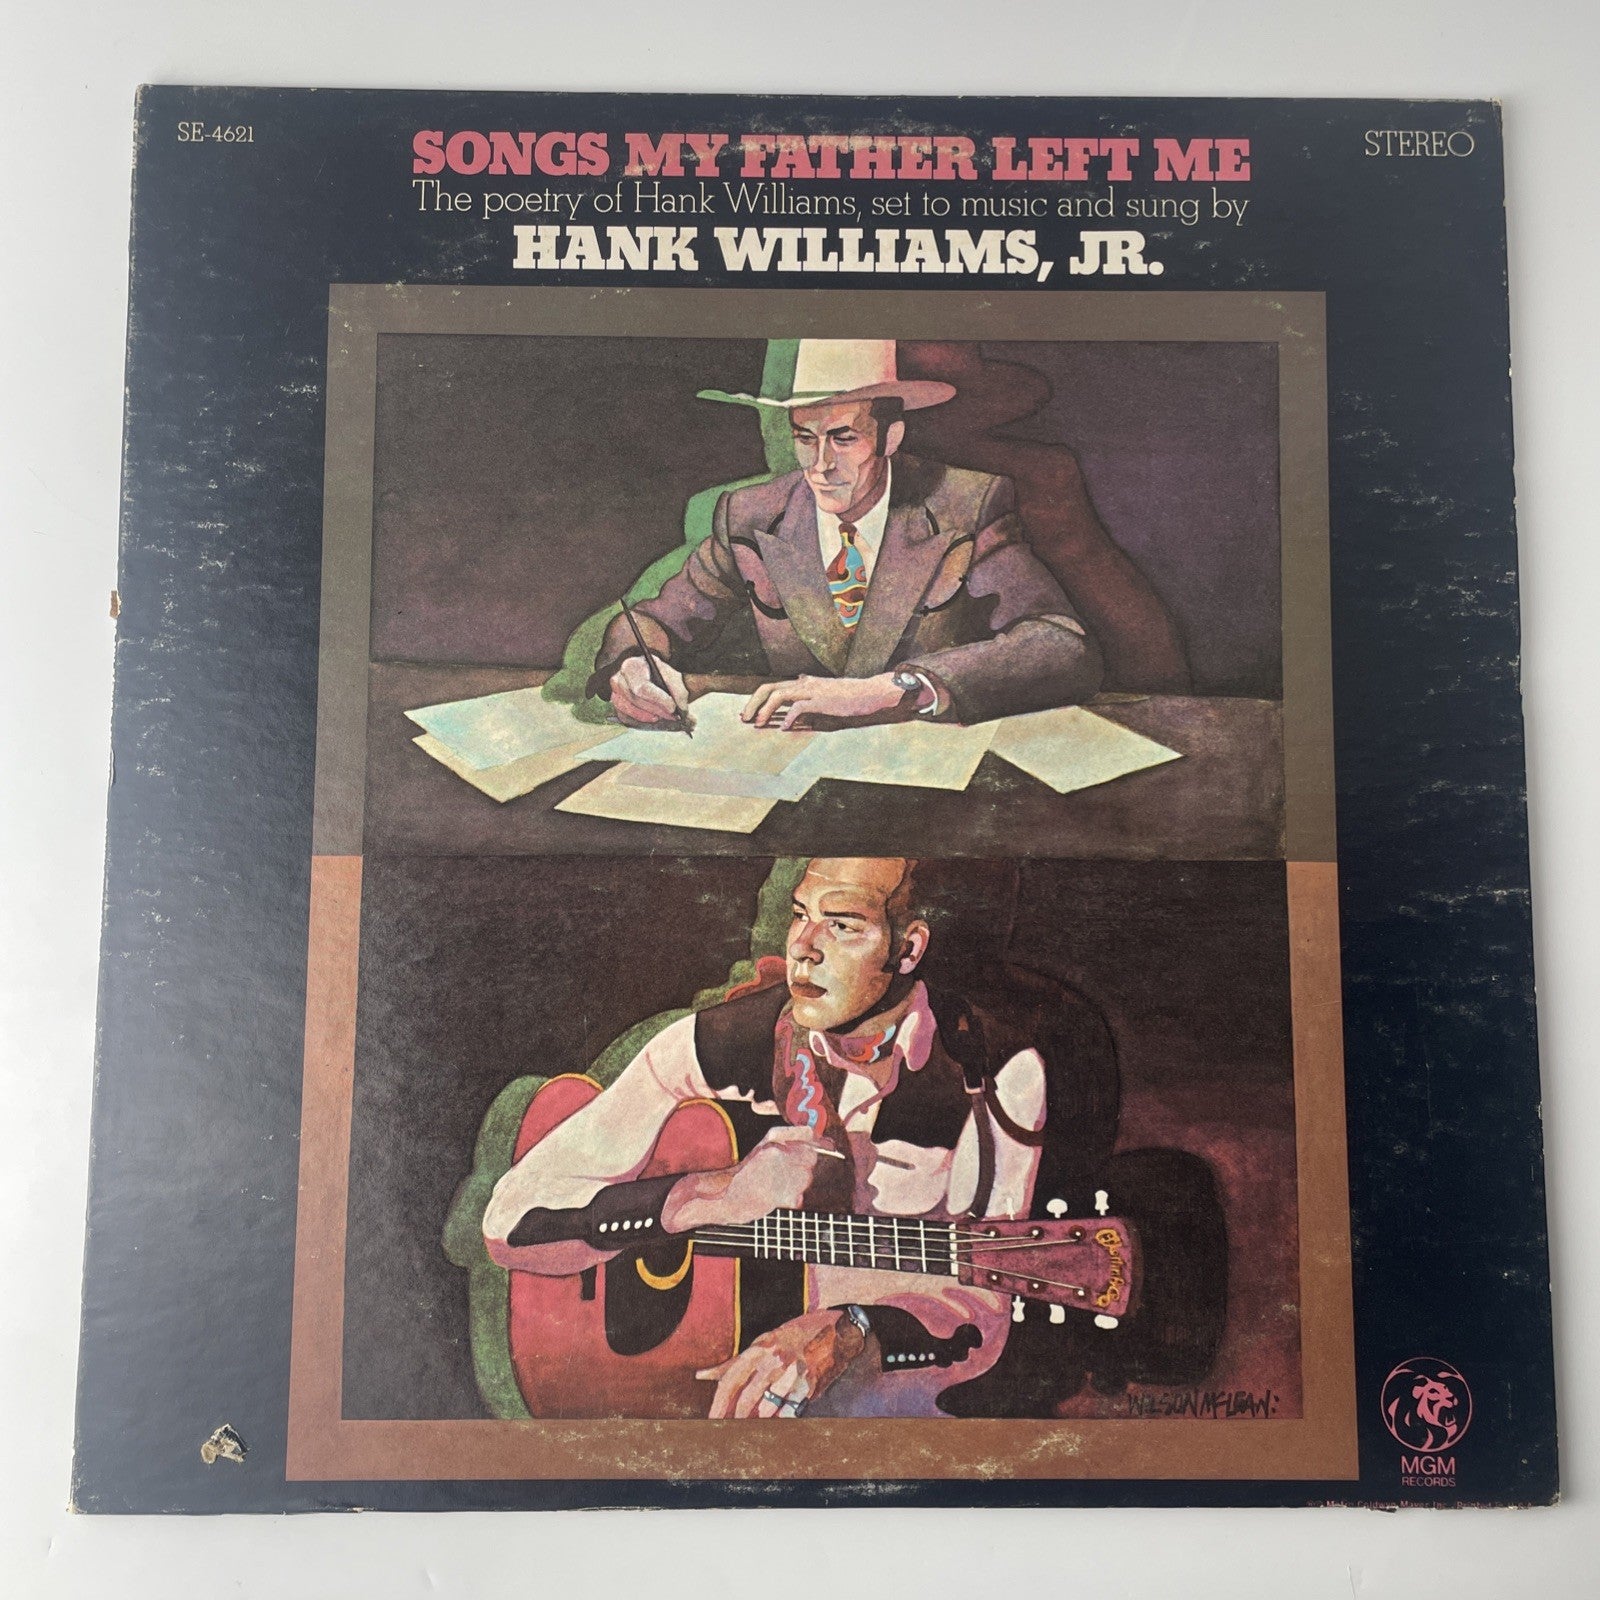 SE-4621
STEREO
SONGS MY FATHER LEFT ME
The poetry of Hank Williams, set to music and sung by
HANK WILLIAMS, JR.
WILSON McLEAN:
MGM
RECORDS